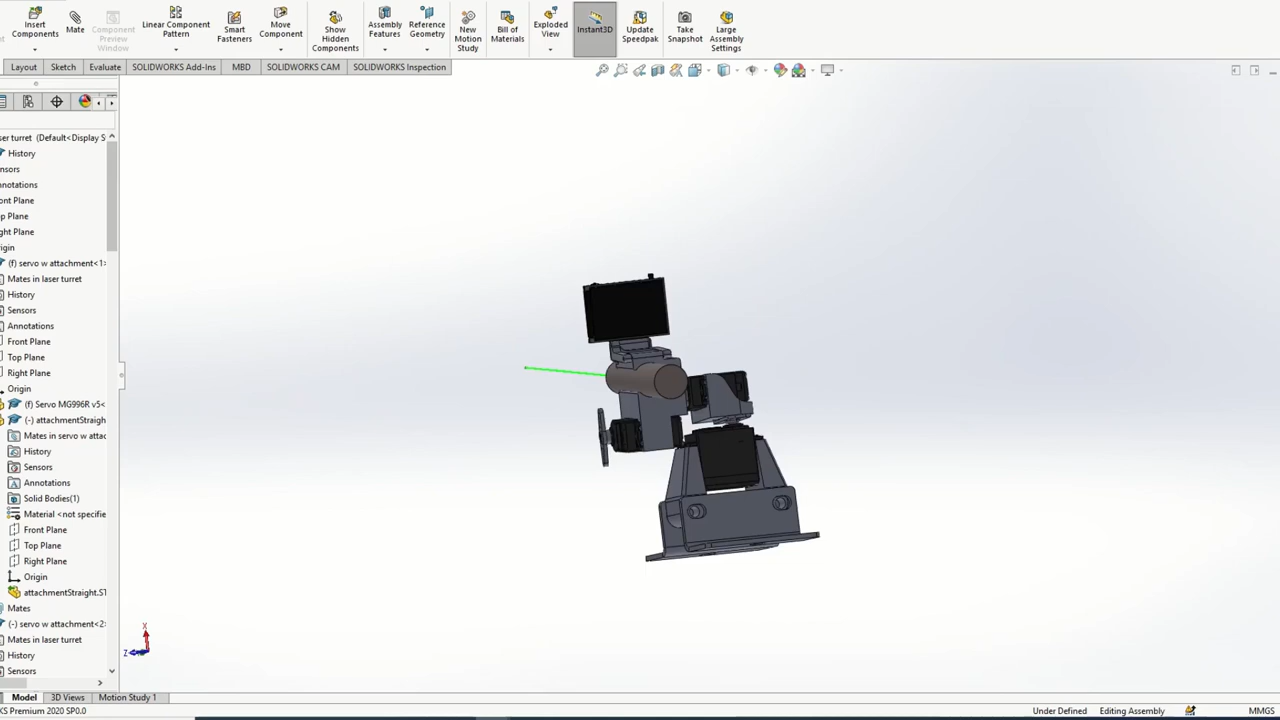 Insert Components
Mate
Component Preview Window
Linear Component Pattern
Smart Fasteners
Move Component
Show Hidden Components
Assembly Features
Reference Geometry
New Motion Study
Bill of Materials
Exploded View
Instant3D
Update Speedpak
Take Snapshot
Large Assembly Settings
Layout
Sketch
Evaluate
SOLIDWORKS Add-Ins
MBD
SOLIDWORKS CAM
SOLIDWORKS Inspection
ser turret (Default<Display S
History
nsors
nnotations
ont Plane
op Plane
ght Plane
igin
(f) servo w attachment<1>
Mates in laser turret
History
Sensors
Annotations
Front Plane
Top Plane
Right Plane
Origin
(f) Servo MG996R v5<
(-) attachmentStraight.
Mates in servo w attac
History
Sensors
Annotations
Solid Bodies(1)
Material <not specifie
Front Plane
Top Plane
Right Plane
Origin
attachmentStraight.ST
Mates
(-) servo w attachment<2>
Mates in laser turret
History
Sensors
X
Z
Model
3D Views
Motion Study 1
KS Premium 2020 SP0.0
Under Defined
Editing Assembly
MMGS